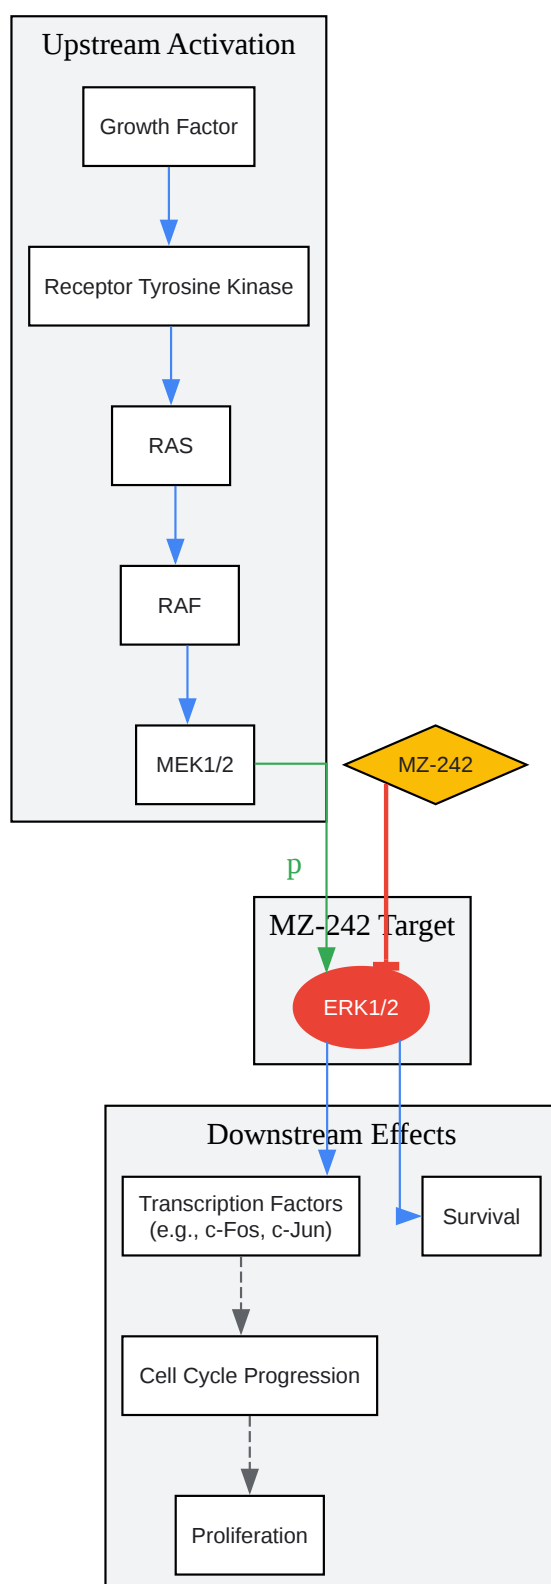 Upstream Activation
Growth Factor
Receptor Tyrosine Kinase
RAS
RAF
MEK1/2
MZ-242
p
MZ-242 Target
ERK1/2
Downstream Effects
Transcription Factors
(e.g., c-Fos, c-Jun)
Survival
Cell Cycle Progression
Proliferation